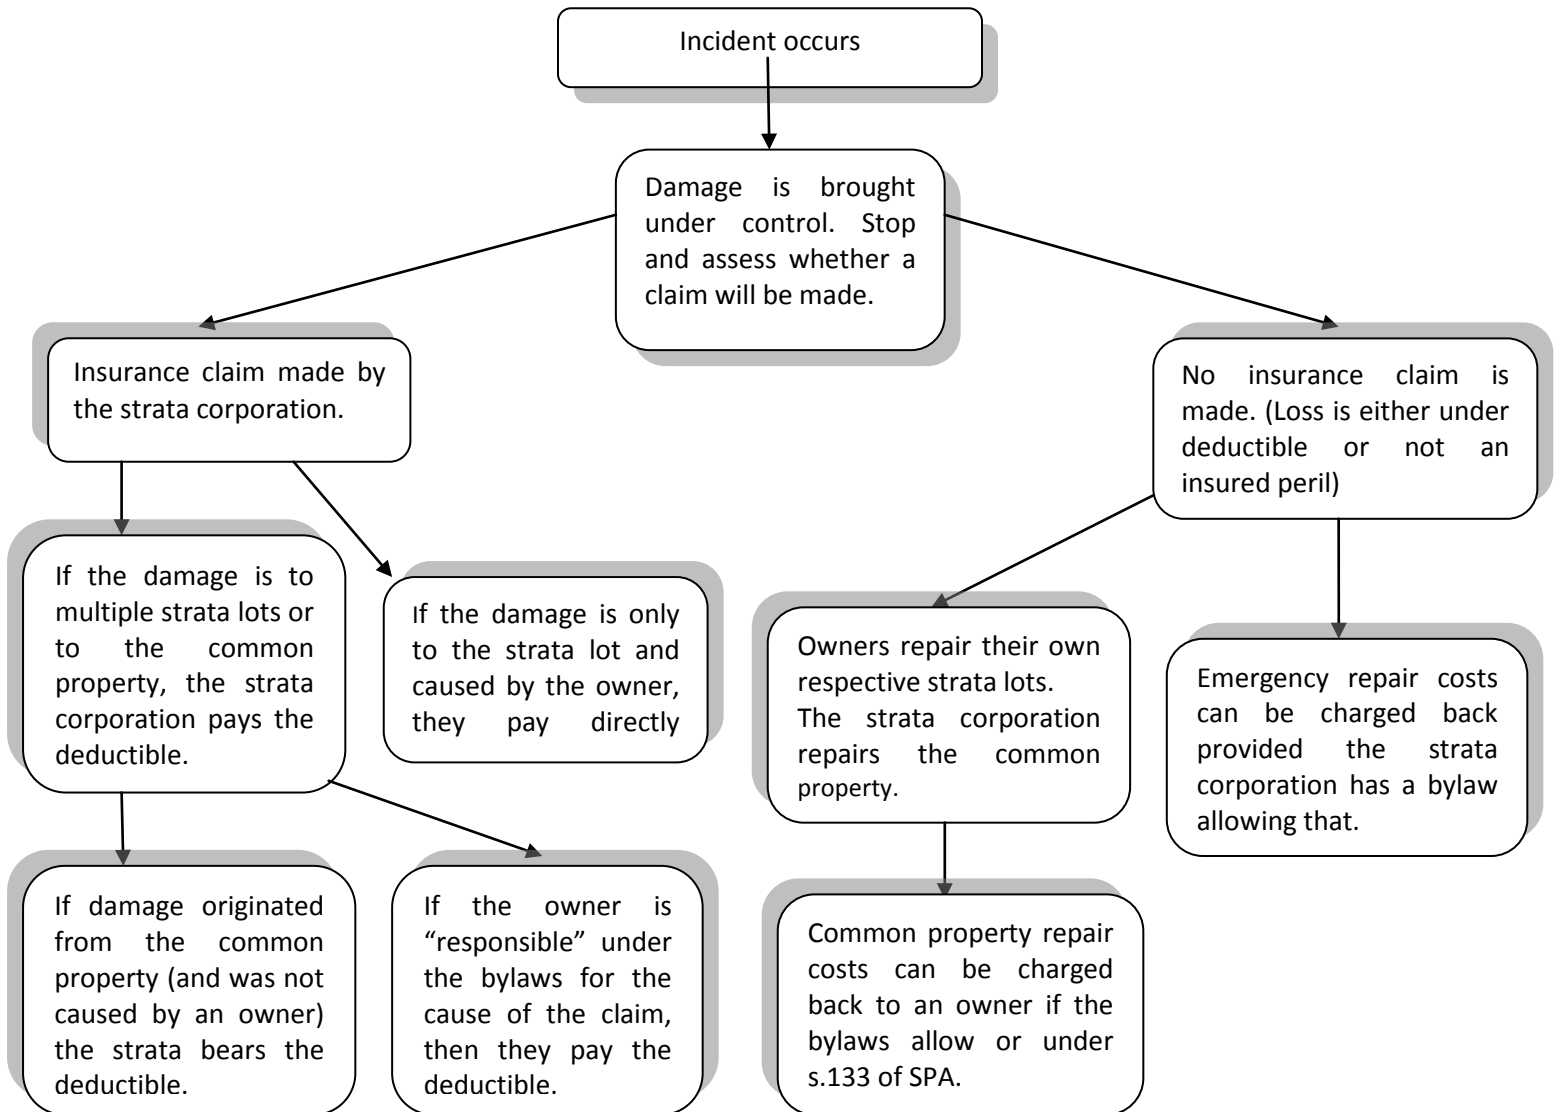 Incident occurs
Damage is brought
under control. Stop
and assess whether a
claim will be made.
Insurance claim made by
the strata corporation.
No insurance claim is
made. (Loss is either under
deductible or not an
insured peril)
If the damage is to
multiple strata lots or
to the common
property, the strata
corporation pays the
deductible.
If the damage is only
to the strata lot and
caused by the owner,
they pay directly
Owners repair their own
respective strata lots.
The strata corporation
repairs the common
property.
Emergency repair costs
can be charged back
provided the strata
corporation has a bylaw
allowing that.
If damage originated
from the common
property (and was not
caused by an owner)
the strata bears the
deductible.
If the owner is
“responsible” under
the bylaws for the
cause of the claim,
then they pay the
deductible.
Common property repair
costs can be charged
back to an owner if the
bylaws allow or under
s.133 of SPA.